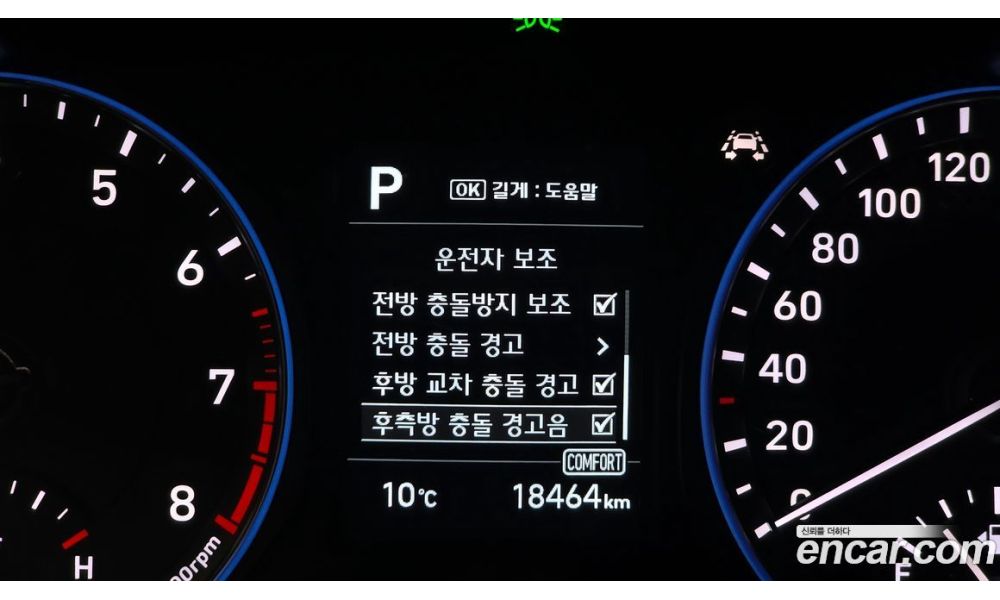 P
OK 길게 : 도움말
운전자 보조
전방 충돌방지 보조
전방 충돌 경고 >
후방 교차 충돌 경고
후측방 충돌 경고음
COMFORT
10°C 18464km
5
6
7
8
H
120
100
80
60
40
20
0
E
신뢰를 더하다
encar.com